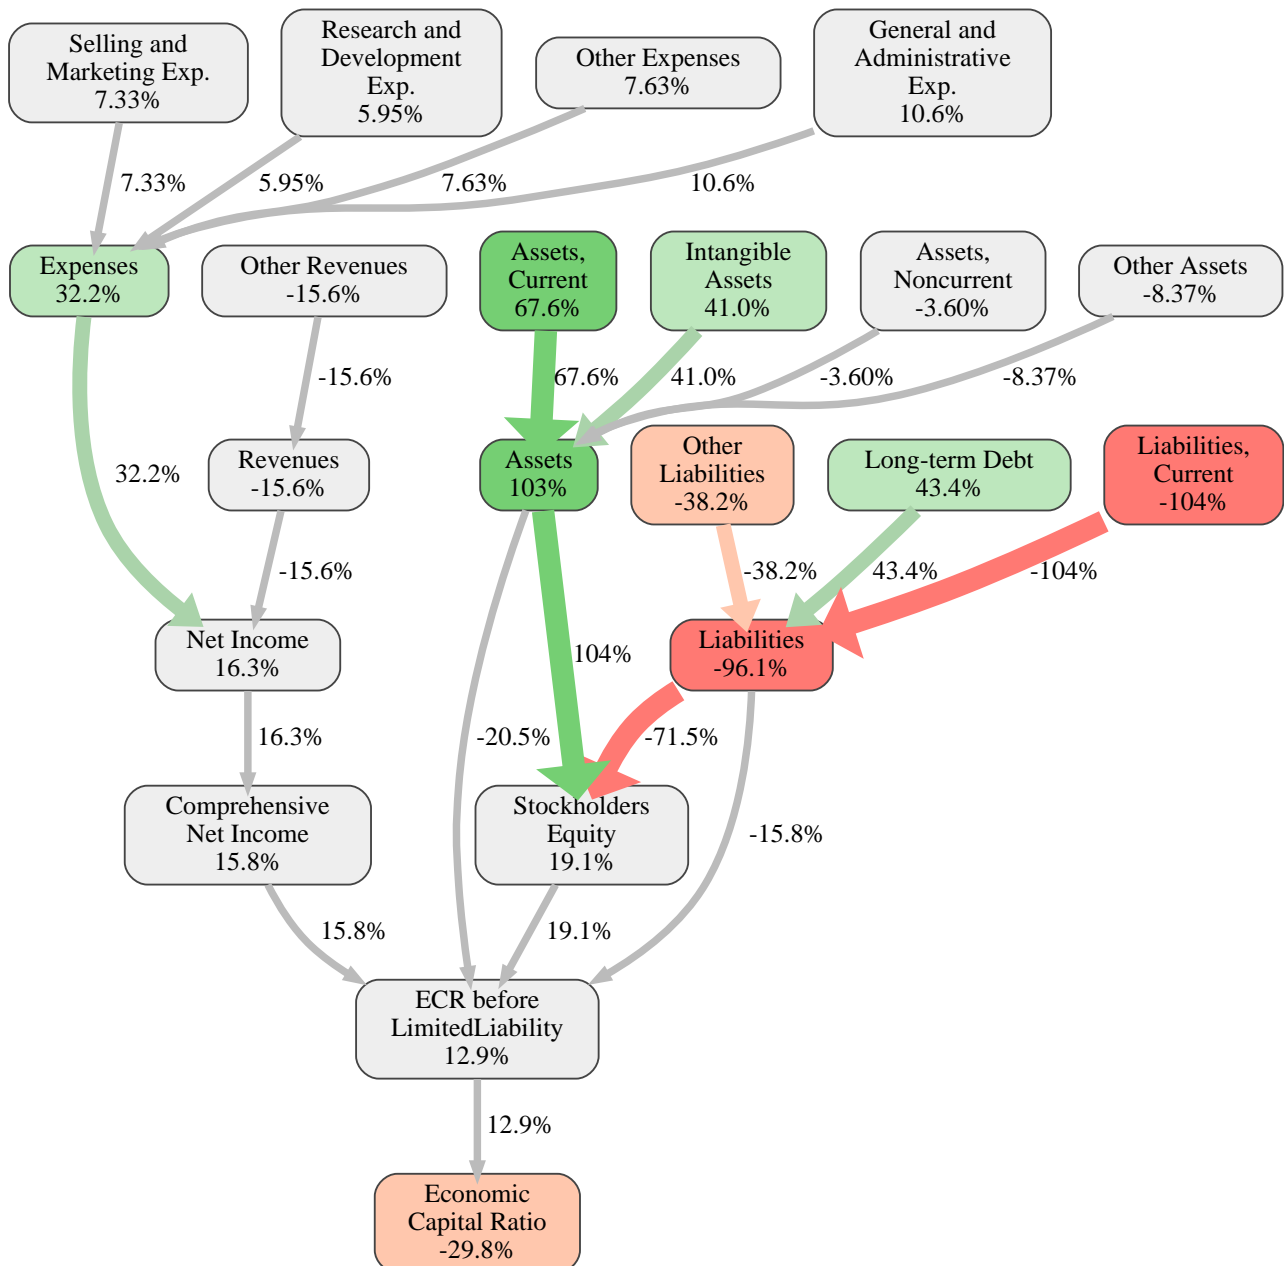 Selling and
Marketing Exp.
7.33%
Research and
Development
Exp.
5.95%
Other Expenses
7.63%
General and
Administrative
Exp.
10.6%
7.33%
5.95%
7.63%
10.6%
Expenses
32.2%
Other Revenues
-15.6%
Assets,
Current
67.6%
Intangible
Assets
41.0%
Assets,
Noncurrent
-3.60%
Other Assets
-8.37%
-15.6%
67.6%
41.0%
-3.60%
-8.37%
32.2%
Revenues
-15.6%
Assets
103%
Other
Liabilities
-38.2%
Long-term Debt
43.4%
Liabilities,
Current
-104%
-15.6%
-38.2%
43.4%
-104%
Net Income
16.3%
104%
Liabilities
-96.1%
16.3%
-20.5%
-71.5%
Comprehensive
Net Income
15.8%
Stockholders
Equity
19.1%
-15.8%
15.8%
19.1%
ECR before
LimitedLiability
12.9%
12.9%
Economic
Capital Ratio
-29.8%